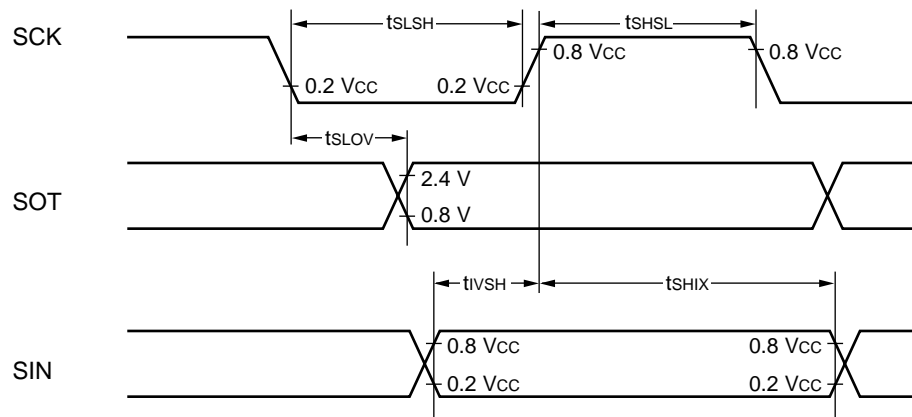 tSLSH tSHSL
SCK
0.8 VCC 0.8 VCC
0.2 VCC 0.2 VCC
tSLOV
SOT
2.4 V
0.8 V
tIVSH tSHIX
SIN
0.8 VCC 0.8 VCC
0.2 VCC 0.2 VCC